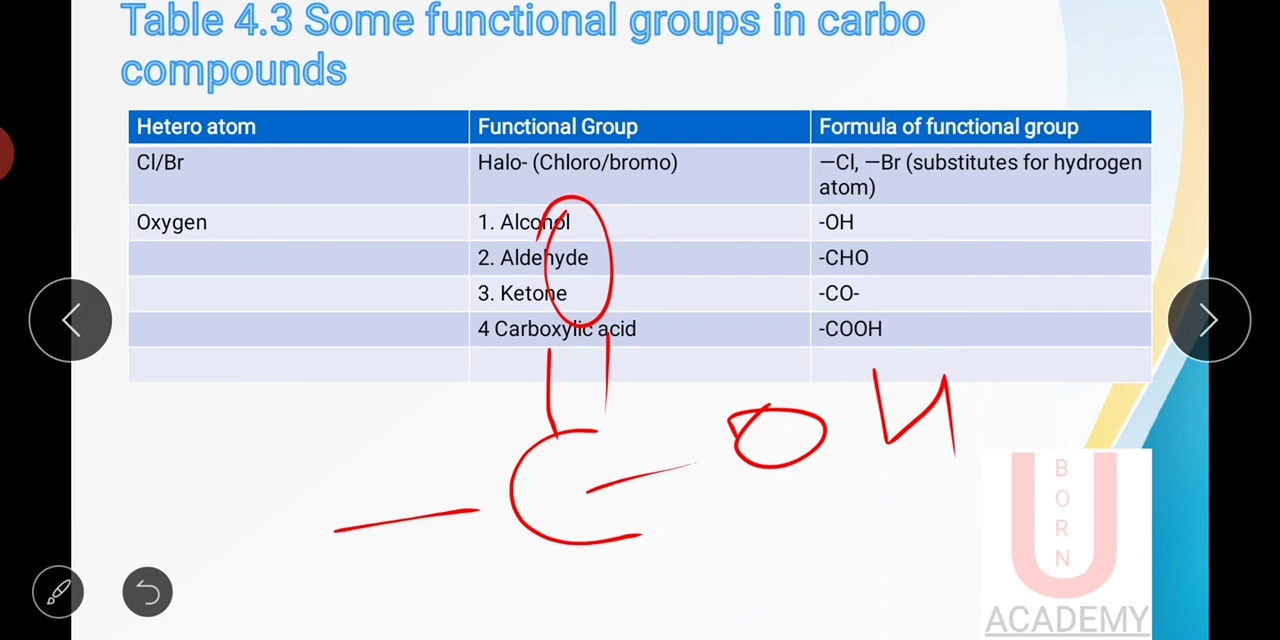 Table 4.3 Some functional groups in carbo
compounds
Hetero atom Functional Group Formula of functional group
Cl/Br Halo- (Chloro/bromo) —Cl, —Br (substitutes for hydrogen
atom)
Oxygen 1. Alcohol -OH
2. Aldehyde -CHO
3. Ketone -CO-
4 Carboxylic acid -COOH
O
C O H
U
BORN
ACADEMY